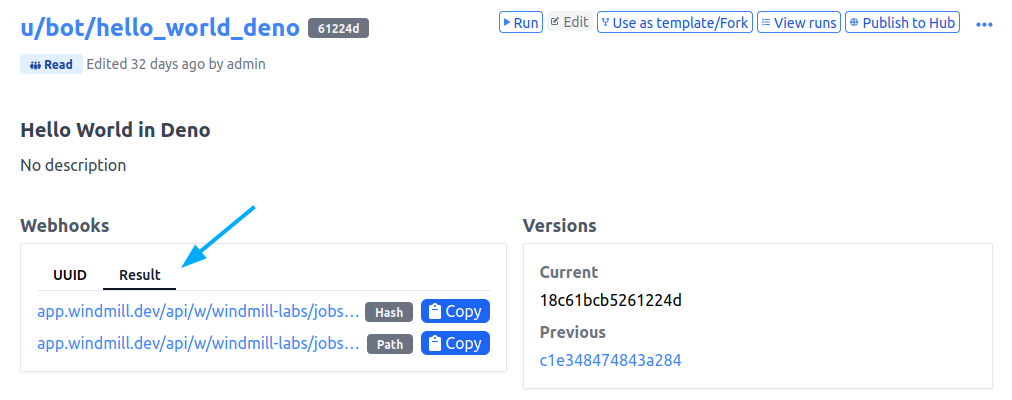 u/bot/hello_world_deno 61224d
Run Edit Use as template/Fork View runs Publish to Hub
Read Edited 32 days ago by admin
Hello World in Deno
No description
Webhooks
UUID Result
app.windmill.dev/api/w/windmill-labs/jobs… Hash Copy
app.windmill.dev/api/w/windmill-labs/jobs… Path Copy
Versions
Current
18c61bcb5261224d
Previous
c1e348474843a284